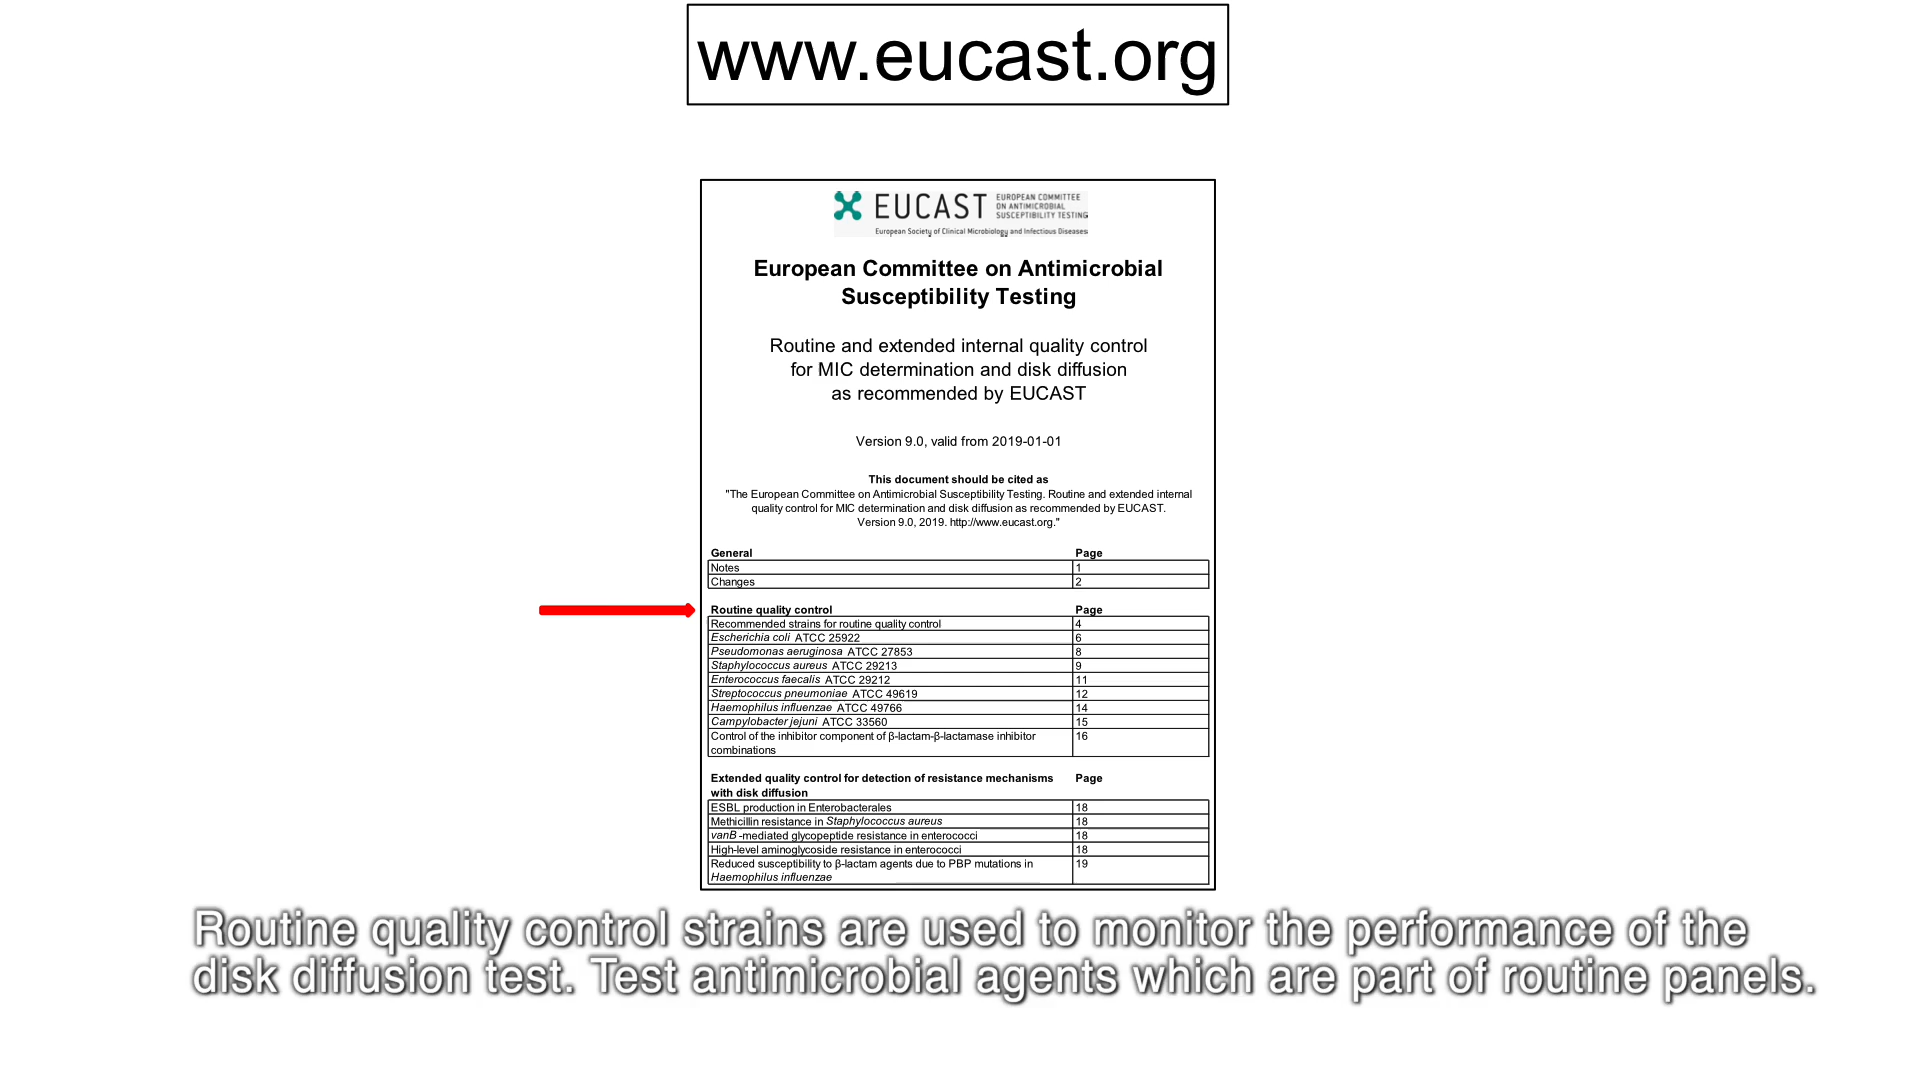 www.eucast.org
EUCAST
EUROPEAN COMMITTEE
ON ANTIMICROBIAL
SUSCEPTIBILITY TESTING
European Society of Clinical Microbiology and Infectious Diseases
European Committee on Antimicrobial
Susceptibility Testing
Routine and extended internal quality control
for MIC determination and disk diffusion
as recommended by EUCAST
Version 9.0, valid from 2019-01-01
This document should be cited as
"The European Committee on Antimicrobial Susceptibility Testing. Routine and extended internal
quality control for MIC determination and disk diffusion as recommended by EUCAST.
Version 9.0, 2019. http://www.eucast.org."
General Page
Notes 1
Changes 2
Routine quality control Page
Recommended strains for routine quality control 4
Escherichia coli ATCC 25922 6
Pseudomonas aeruginosa ATCC 27853 8
Staphylococcus aureus ATCC 29213 9
Enterococcus faecalis ATCC 29212 11
Streptococcus pneumoniae ATCC 49619 12
Haemophilus influenzae ATCC 49766 14
Campylobacter jejuni ATCC 33560 15
Control of the inhibitor component of β-lactam-β-lactamase inhibitor 16
combinations
Extended quality control for detection of resistance mechanisms Page
with disk diffusion
ESBL production in Enterobacterales 18
Methicillin resistance in Staphylococcus aureus 18
vanB-mediated glycopeptide resistance in enterococci 18
High-level aminoglycoside resistance in enterococci 18
Reduced susceptibility to β-lactam agents due to PBP mutations in 19
Haemophilus influenzae
Routine quality control strains are used to monitor the performance of the
disk diffusion test. Test antimicrobial agents which are part of routine panels.